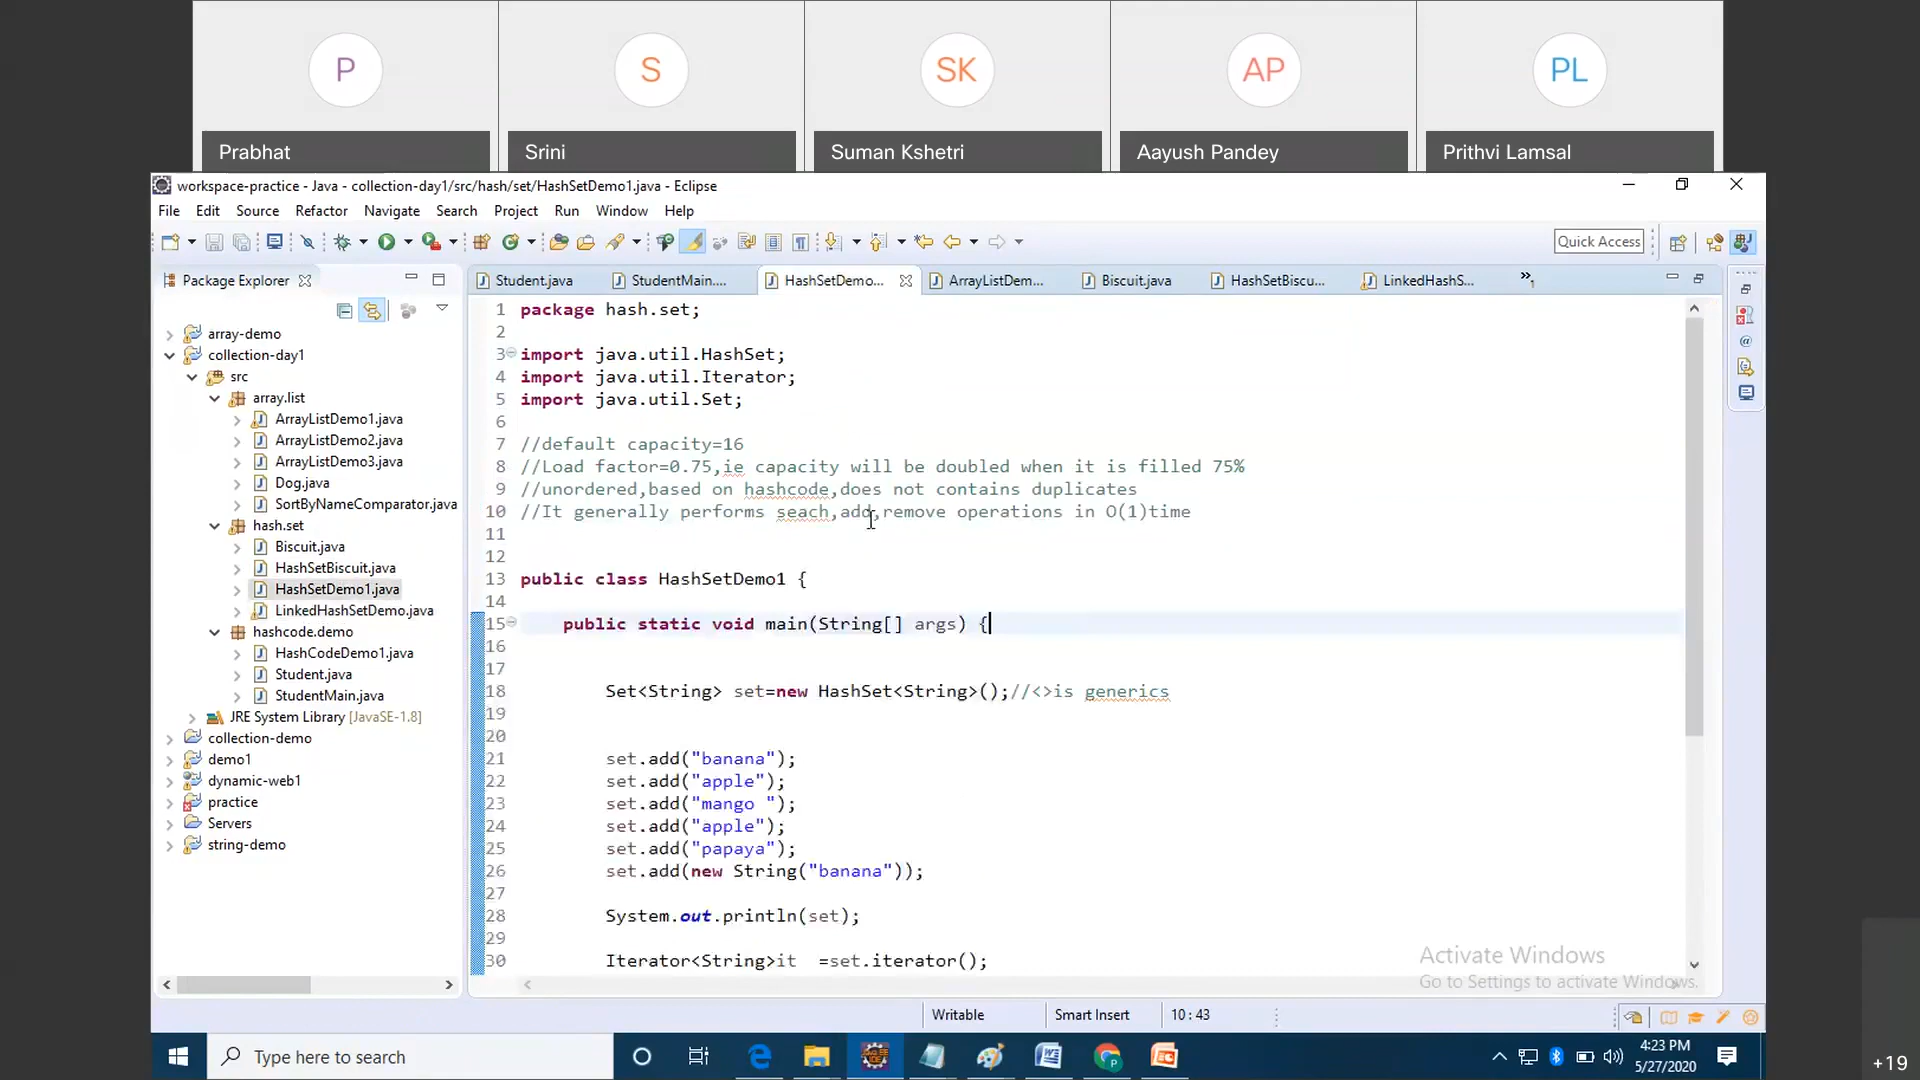 P
S
SK
AP
PL
Prabhat
Srini
Suman Kshetri
Aayush Pandey
Prithvi Lamsal
workspace-practice - Java - collection-day1/src/hash/set/HashSetDemo1.java - Eclipse
File Edit Source Refactor Navigate Search Project Run Window Help
Quick Access
Package Explorer
Student.java
StudentMain....
HashSetDemo...
ArrayListDem...
Biscuit.java
HashSetBiscu...
LinkedHashS...
array-demo
collection-day1
src
array.list
ArrayListDemo1.java
ArrayListDemo2.java
ArrayListDemo3.java
Dog.java
SortByNameComparator.java
hash.set
Biscuit.java
HashSetBiscuit.java
HashSetDemo1.java
LinkedHashSetDemo.java
hashcode.demo
HashCodeDemo1.java
Student.java
StudentMain.java
JRE System Library [JavaSE-1.8]
collection-demo
demo1
dynamic-web1
practice
Servers
string-demo
1 package hash.set;
2
3 import java.util.HashSet;
4 import java.util.Iterator;
5 import java.util.Set;
6
7 //default capacity=16
8 //Load factor=0.75,ie capacity will be doubled when it is filled 75%
9 //unordered,based on hashcode,does not contains duplicates
10 //It generally performs seach,add,remove operations in O(1)time
11
12
13 public class HashSetDemo1 {
14
15 public static void main(String[] args) {
16
17
18 Set<String> set=new HashSet<String>();//<>is generics
19
20
21 set.add("banana");
22 set.add("apple");
23 set.add("mango ");
24 set.add("apple");
25 set.add("papaya");
26 set.add(new String("banana"));
27
28 System.out.println(set);
29
30 Iterator<String>it =set.iterator();
Activate Windows
Go to Settings to activate Windows.
Writable
Smart Insert
10 : 43
Type here to search
4:23 PM
5/27/2020
+19